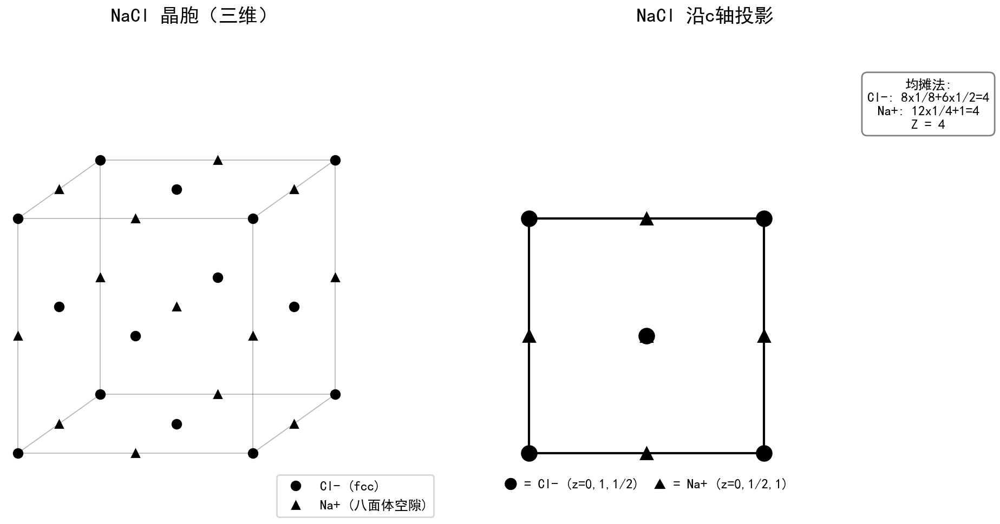 NaCl 晶胞（三维）
NaCl 沿c轴投影
均摊法:
Cl-: 8x1/8+6x1/2=4
Na+: 12x1/4+1=4
Z = 4
Cl- (fcc)
Na+ (八面体空隙)
= Cl- (z=0,1,1/2)
= Na+ (z=0,1/2,1)